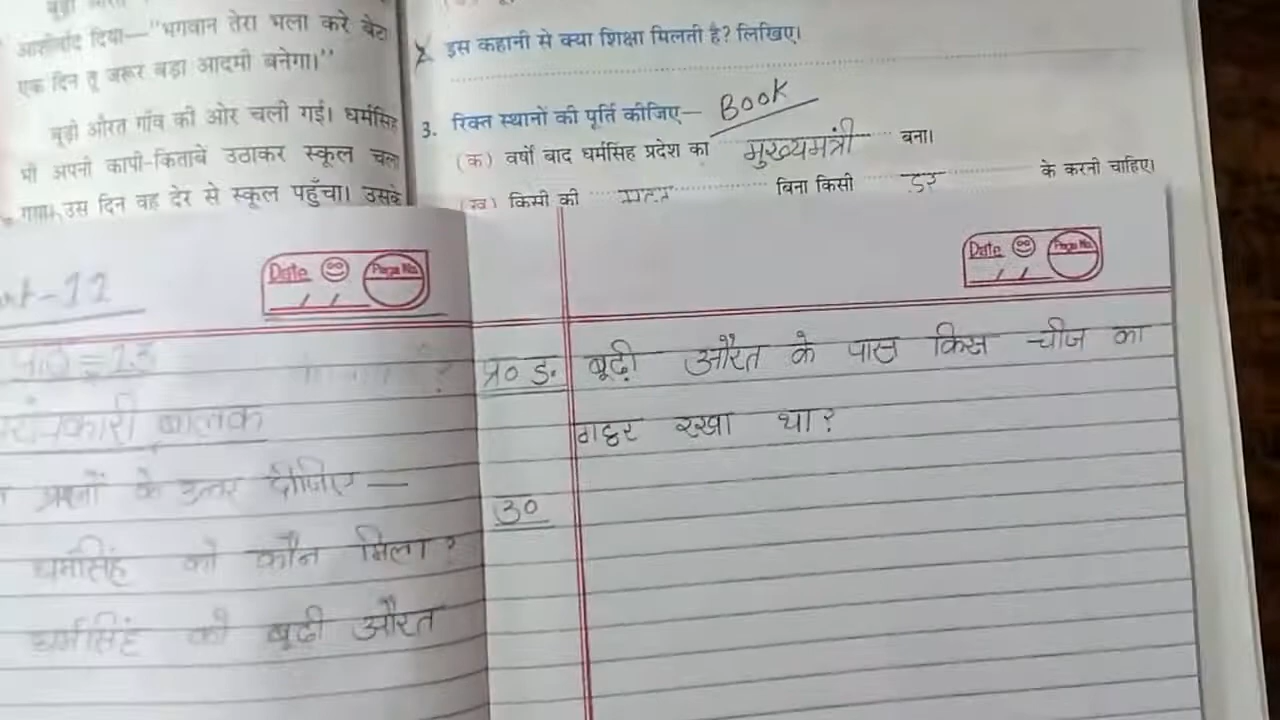 आशीर्वाद दिया—"भगवान तेरा भला करे बेटा
एक दिन तू जरूर बड़ा आदमी बनेगा।"
बूढ़ी औरत गाँव की ओर चली गई। धर्मसिंह
भी अपनी कापी-किताबें उठाकर स्कूल चला
गया। उस दिन वह देर से स्कूल पहुँचा। उसके
इस कहानी से क्या शिक्षा मिलती है? लिखिए।
3. रिक्त स्थानों की पूर्ति कीजिए— Book
(क) वर्षों बाद धर्मसिंह प्रदेश का मुख्यमंत्री बना।
(ख) किसी की मदद बिना किसी डर के करनी चाहिए।
Date Page No.
-12
बालक
प्रश्नों के उत्तर दीजिए —
धर्मसिंह को कौन मिला?
धर्मसिंह को बूढ़ी औरत
Date Page No.
प्र० ड. बूढ़ी औरत के पास किस चीज का
गट्ठर रखा था?
उ०